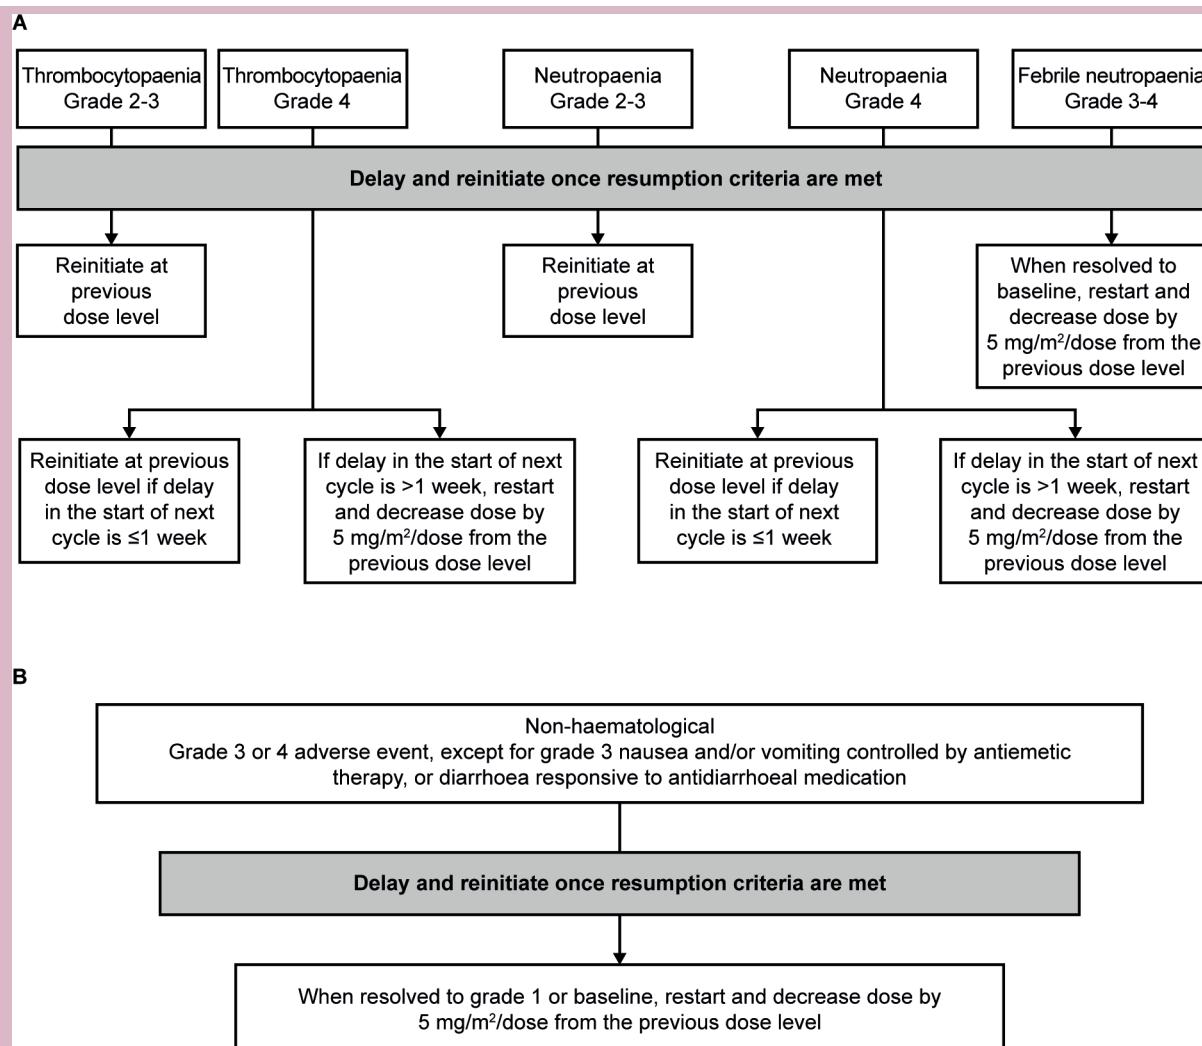 A
Thrombocytopaenia
Grade 2-3
Thrombocytopaenia
Grade 4
Neutropaenia
Grade 2-3
Neutropaenia
Grade 4
Febrile neutropaenia
Grade 3-4
Delay and reinitiate once resumption criteria are met
Reinitiate at
previous
dose level
Reinitiate at
previous
dose level
When resolved to
baseline, restart and
decrease dose by
5 mg/m²/dose from the
previous dose level
Reinitiate at previous
dose level if delay
in the start of next
cycle is ≤1 week
If delay in the start of next
cycle is >1 week, restart
and decrease dose by
5 mg/m²/dose from the
previous dose level
Reinitiate at previous
dose level if delay
in the start of next
cycle is ≤1 week
If delay in the start of next
cycle is >1 week, restart
and decrease dose by
5 mg/m²/dose from the
previous dose level
B
Non-haematological
Grade 3 or 4 adverse event, except for grade 3 nausea and/or vomiting controlled by antiemetic
therapy, or diarrhoea responsive to antidiarrhoeal medication
Delay and reinitiate once resumption criteria are met
When resolved to grade 1 or baseline, restart and decrease dose by
5 mg/m²/dose from the previous dose level